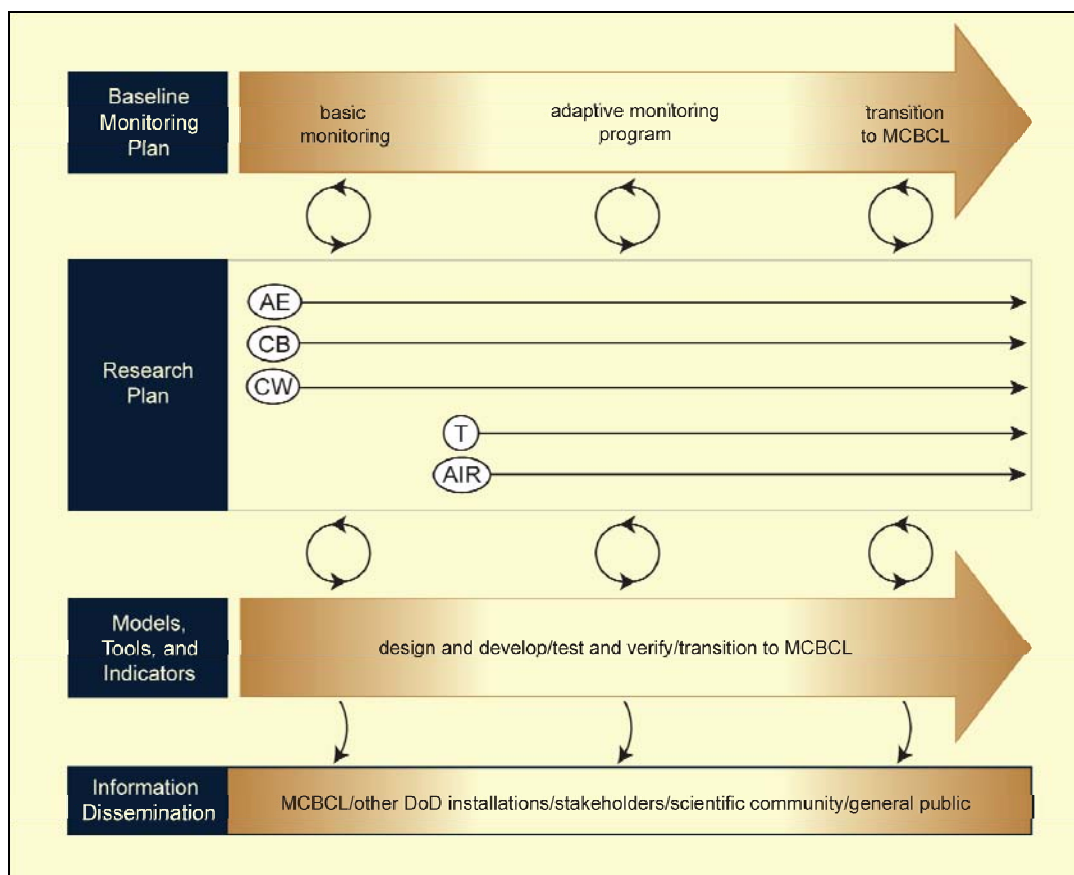 Baseline
Monitoring
Plan
basic
monitoring
adaptive monitoring
program
transition
to MCBCL
Research
Plan
AE
CB
CW
T
AIR
Models,
Tools, and
Indicators
design and develop/test and verify/transition to MCBCL
Information
Dissemination
MCBCL/other DoD installations/stakeholders/scientific community/general public